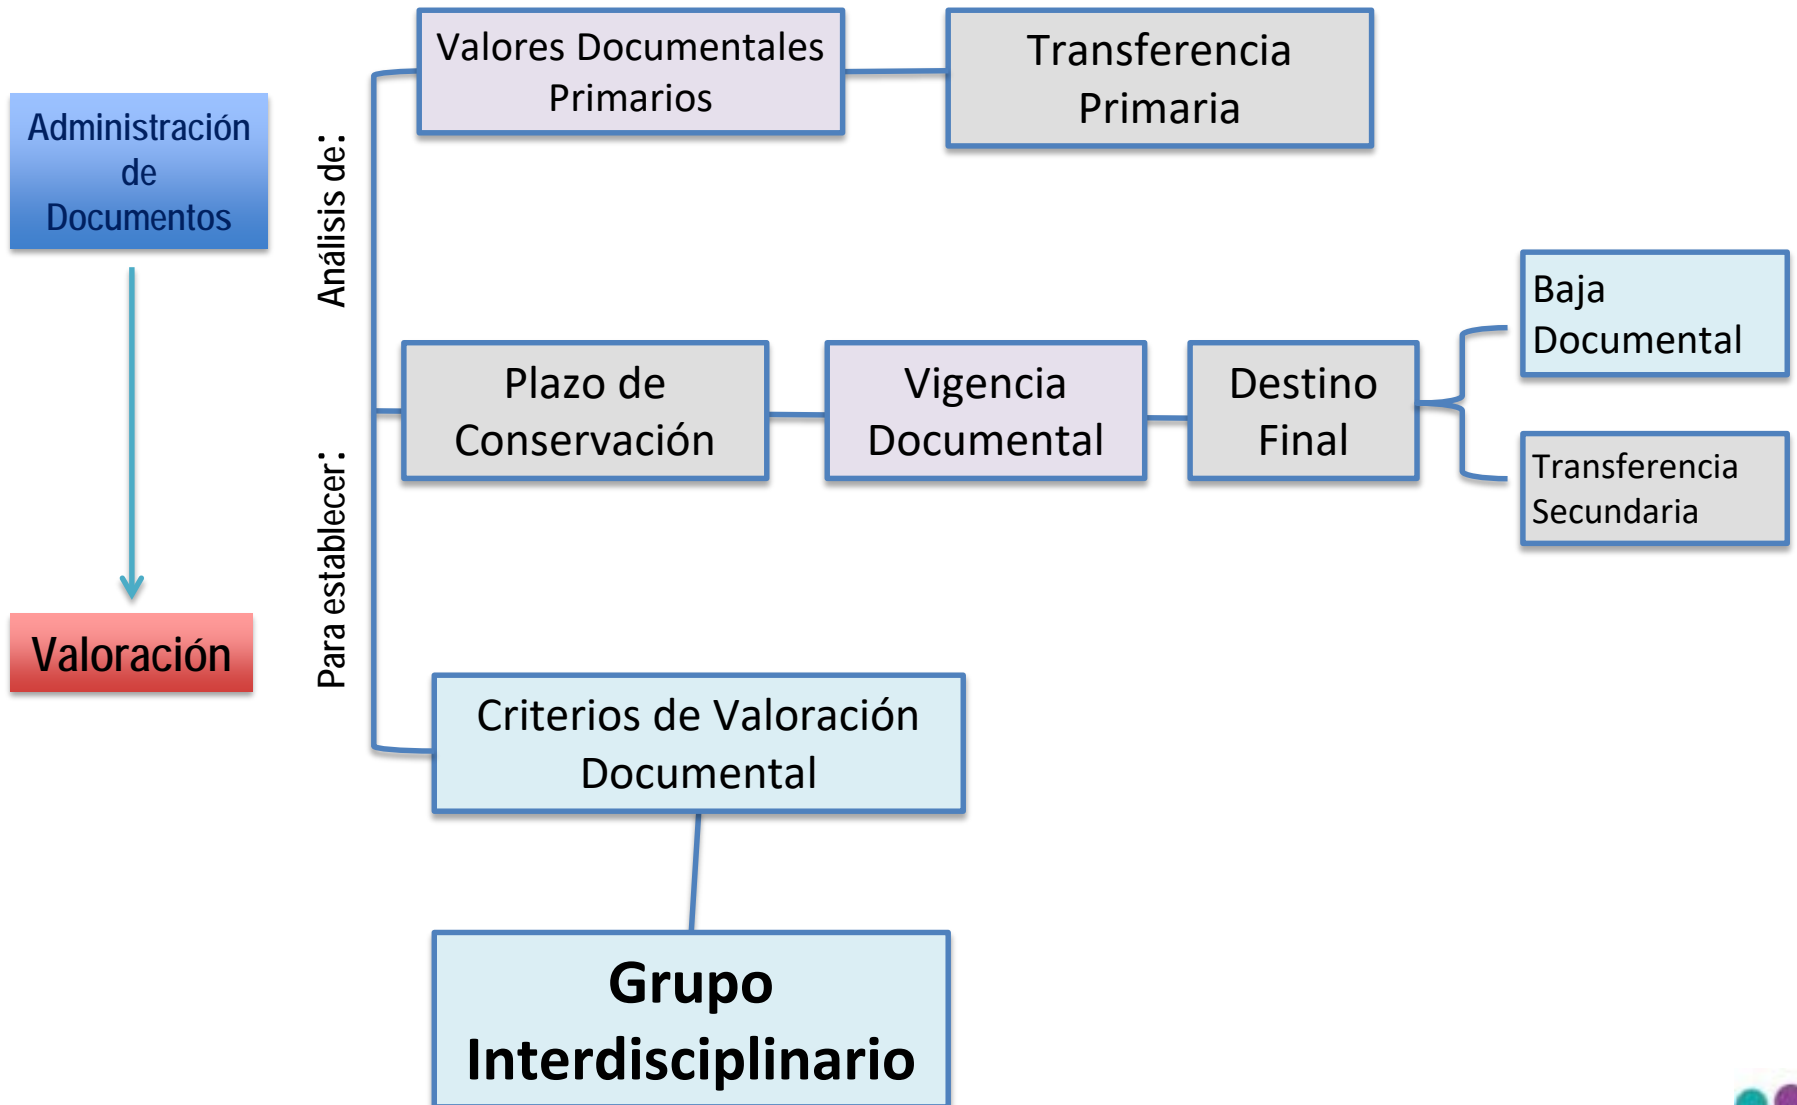 Administración
de
Documentos
Valoración
Análisis de:
Para establecer:
Valores Documentales
Primarios
Transferencia
Primaria
Plazo de
Conservación
Vigencia
Documental
Destino
Final
Baja
Documental
Transferencia
Secundaria
Criterios de Valoración
Documental
Grupo
Interdisciplinario